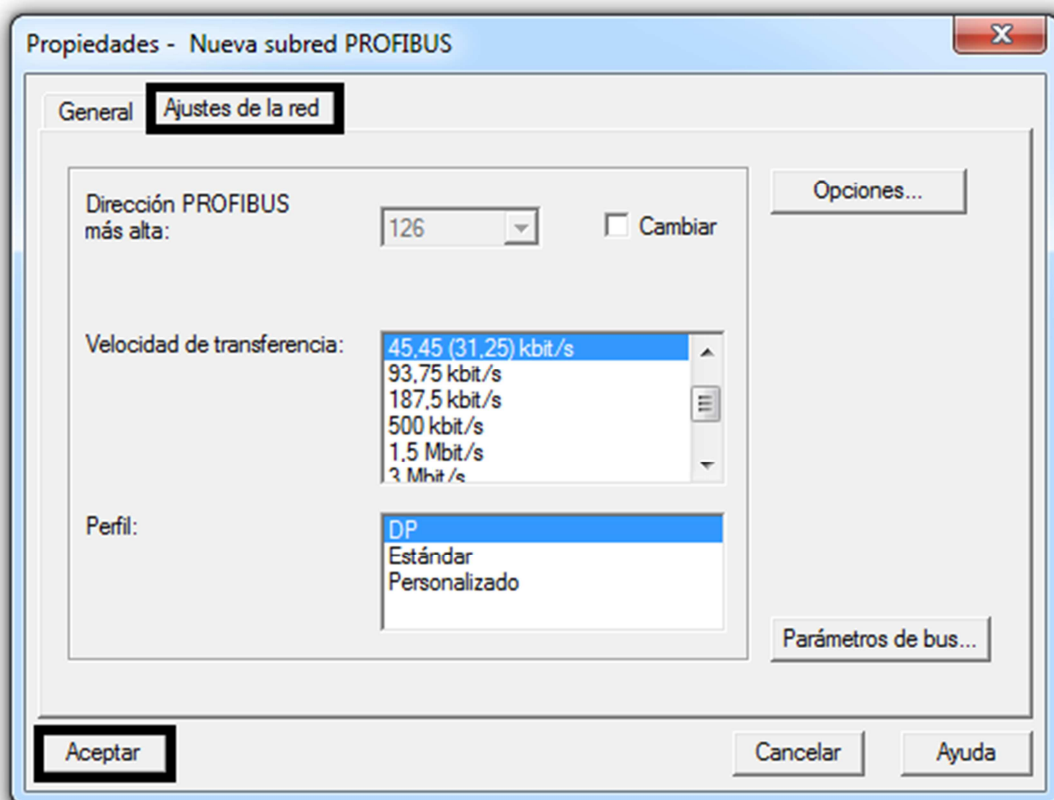 Propiedades - Nueva subred PROFIBUS
General
Ajustes de la red
Dirección PROFIBUS
más alta:
126
Cambiar
Opciones...
Velocidad de transferencia:
45,45 (31,25) kbit/s
93,75 kbit/s
187,5 kbit/s
500 kbit/s
1,5 Mbit/s
3 Mbit/s
Perfil:
DP
Estándar
Personalizado
Parámetros de bus...
Aceptar
Cancelar
Ayuda